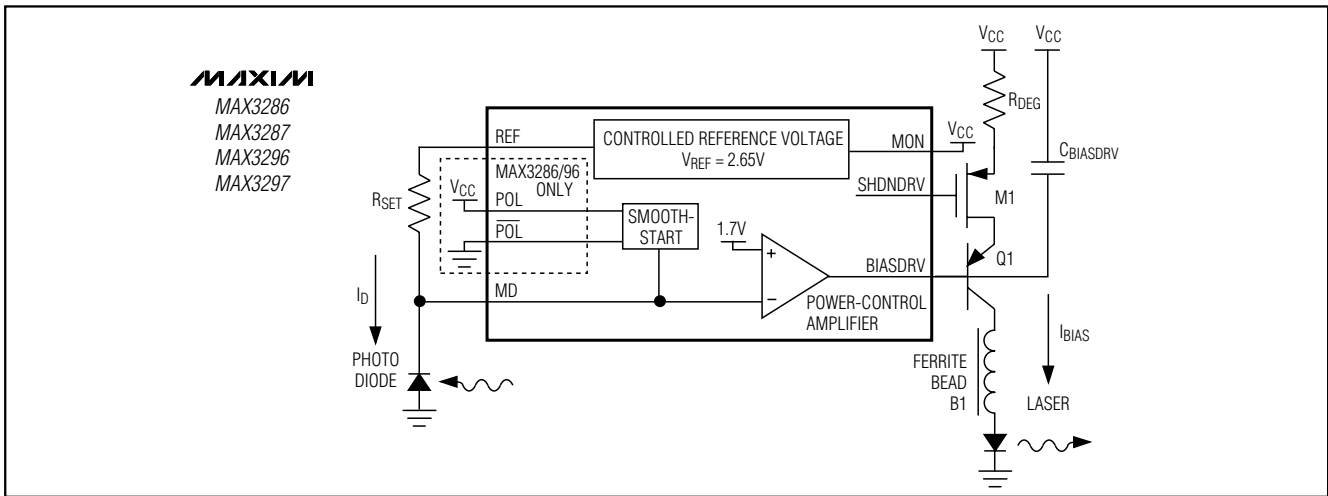 MAXIM
MAX3286
MAX3287
MAX3296
MAX3297
VCC
VCC
RDEG
REF
CONTROLLED REFERENCE VOLTAGE
VREF = 2.65V
MON
VCC
CBIASDRV
MAX3286/96
ONLY
VCC
POL
POL
SMOOTH-
START
RSET
SHDNDRV
M1
1.7V
+
−
Q1
BIASDRV
MD
POWER-CONTROL
AMPLIFIER
ID
PHOTO
DIODE
IBIAS
FERRITE
BEAD
B1
LASER